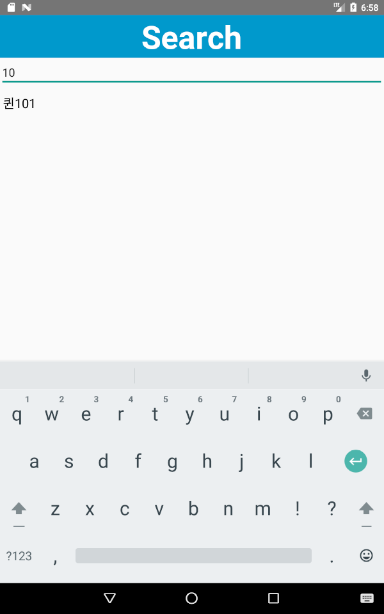 6:58
Search
10
퀸101
1 2 3 4 5 6 7 8 9 0
q w e r t y u i o p
a s d f g h j k l
z x c v b n m ! ?
?123 , .